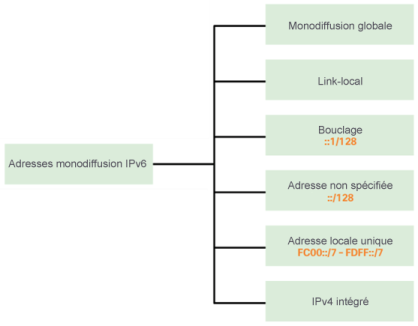 Monodiffusion globale
Link-local
Bouclage
::1/128
Adresses monodiffusion IPv6
Adresse non spécifiée
::/128
Adresse locale unique
FC00::/7 - FDFF::/7
IPv4 intégré